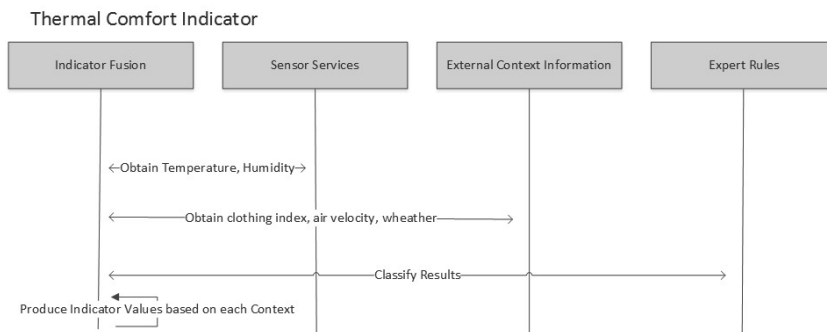 Thermal Comfort Indicator
Indicator Fusion
Sensor Services
External Context Information
Expert Rules
Obtain Temperature, Humidity
Obtain clothing index, air velocity, wheather
Classify Results
Produce Indicator Values based on each Context